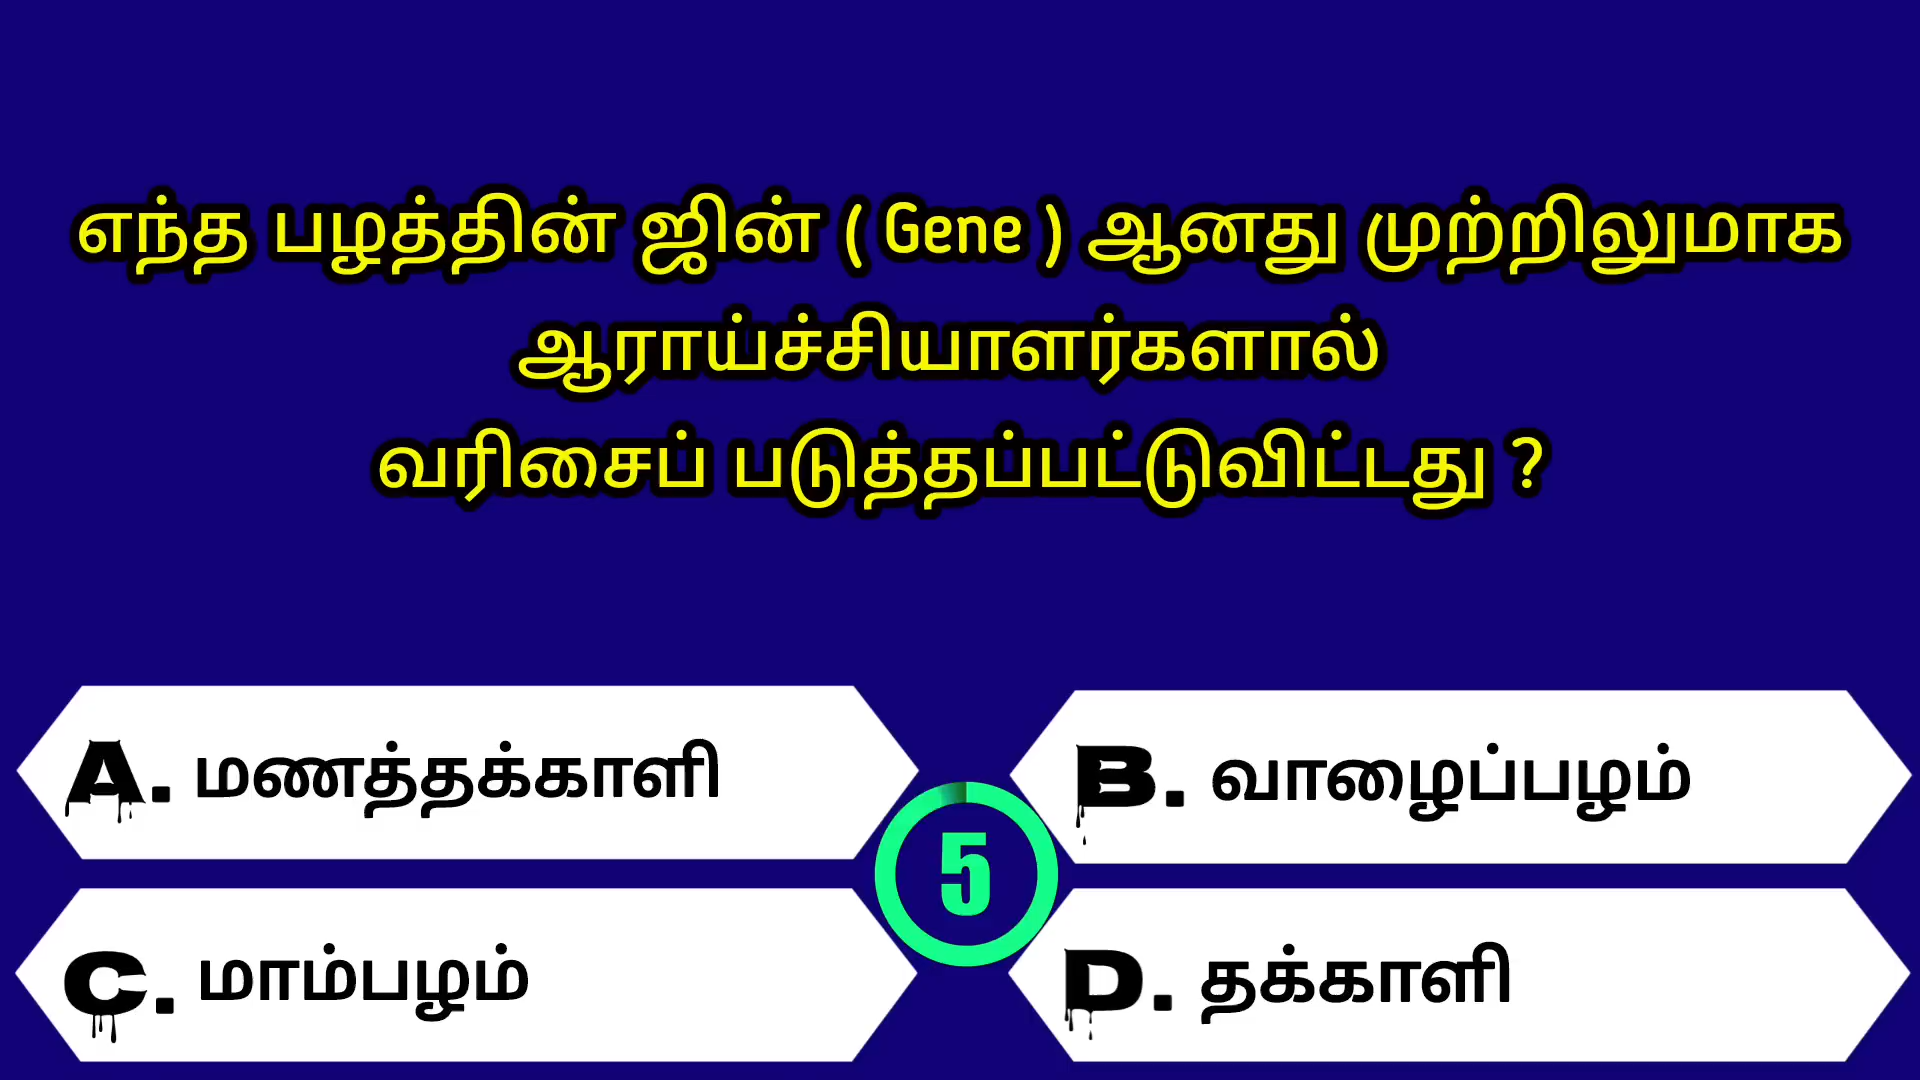 எந்த பழத்தின் ஜின் ( Gene ) ஆனது முற்றிலுமாக
ஆராய்ச்சியாளர்களால்
வரிசைப் படுத்தப்பட்டுவிட்டது ?
A. மணத்தக்காளி
B. வாழைப்பழம்
5
C. மாம்பழம்
D. தக்காளி